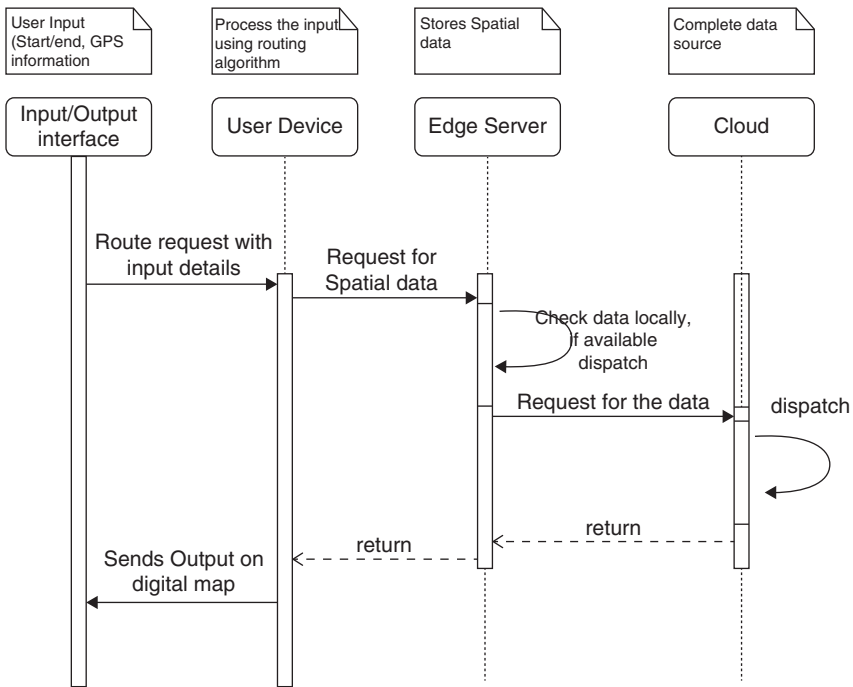 User Input
(Start/end, GPS
information
Process the input
using routing
algorithm
Stores Spatial
data
Complete data
source
Input/Output
interface
User Device
Edge Server
Cloud
Route request with
input details
Request for
Spatial data
Check data locally,
if available
dispatch
Request for the data
dispatch
return
return
Sends Output on
digital map